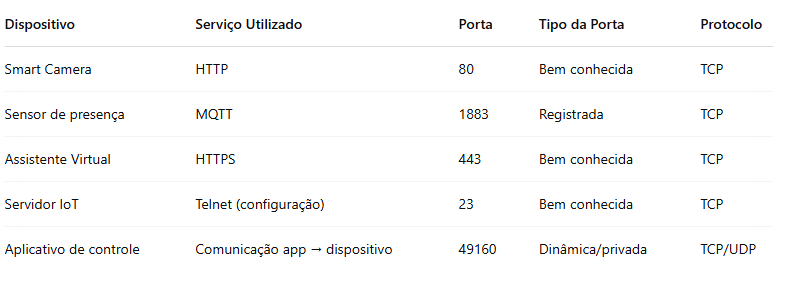 Dispositivo Serviço Utilizado Porta Tipo da Porta Protocolo
Smart Camera HTTP 80 Bem conhecida TCP
Sensor de presença MQTT 1883 Registrada TCP
Assistente Virtual HTTPS 443 Bem conhecida TCP
Servidor IoT Telnet (configuração) 23 Bem conhecida TCP
Aplicativo de controle Comunicação app → dispositivo 49160 Dinâmica/privada TCP/UDP